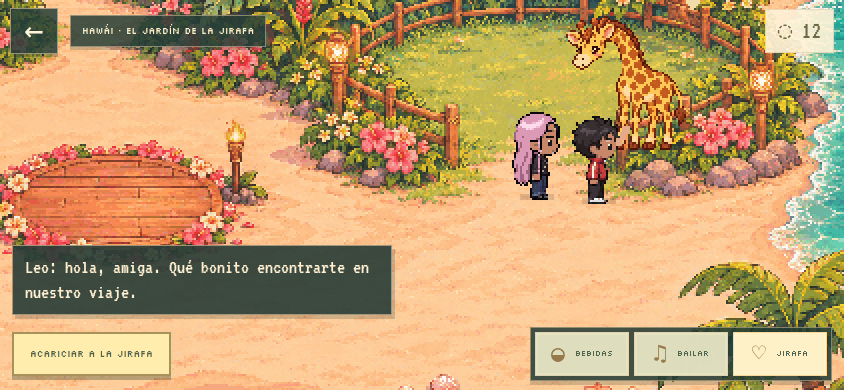 ←
HAWÁI · EL JARDÍN DE LA JIRAFA
12
Leo: hola, amiga. Qué bonito encontrarte en
nuestro viaje.
ACARICIAR A LA JIRAFA
BEBIDAS
BAILAR
JIRAFA